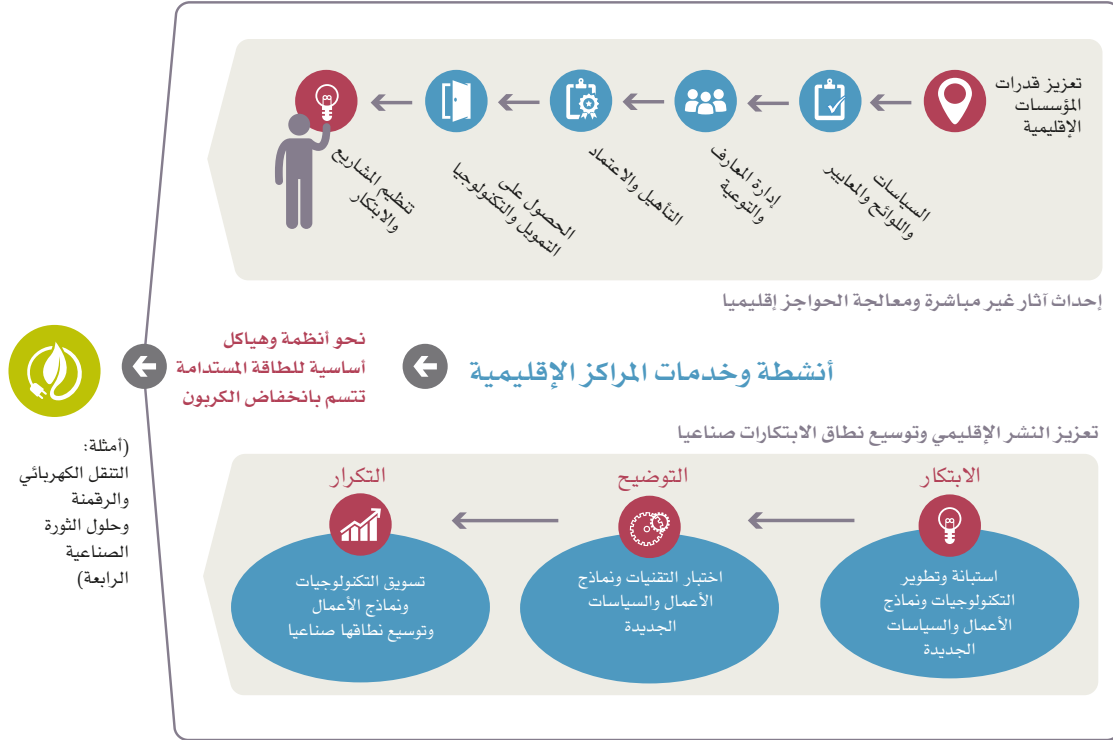 تعزيز قدرات
المؤسسات
الإقليمية
السياسات
واللوائح والمعايير
إدارة المعارف
والتوعية
التأهيل والاعتماد
الحصول على
التمويل والتكنولوجيا
تنظيم المشاريع
والابتكار
إحداث آثار غير مباشرة ومعالجة الحواجز إقليميا
أنشطة وخدمات المراكز الإقليمية
نحو أنظمة وهياكل
أساسية للطاقة المستدامة
تتسم بانخفاض الكربون
(أمثلة:
التنقل الكهربائي
والرقمنة
وحلول الثورة
الصناعية
الرابعة)
تعزيز النشر الإقليمي وتوسيع نطاق الابتكارات صناعيا
الابتكار
استبانة وتطوير
التكنولوجيات ونماذج
الأعمال والسياسات
الجديدة
التوضيح
اختبار التقنيات ونماذج
الأعمال والسياسات
الجديدة
التكرار
تسويق التكنولوجيات
ونماذج الأعمال
وتوسيع نطاقها صناعيا